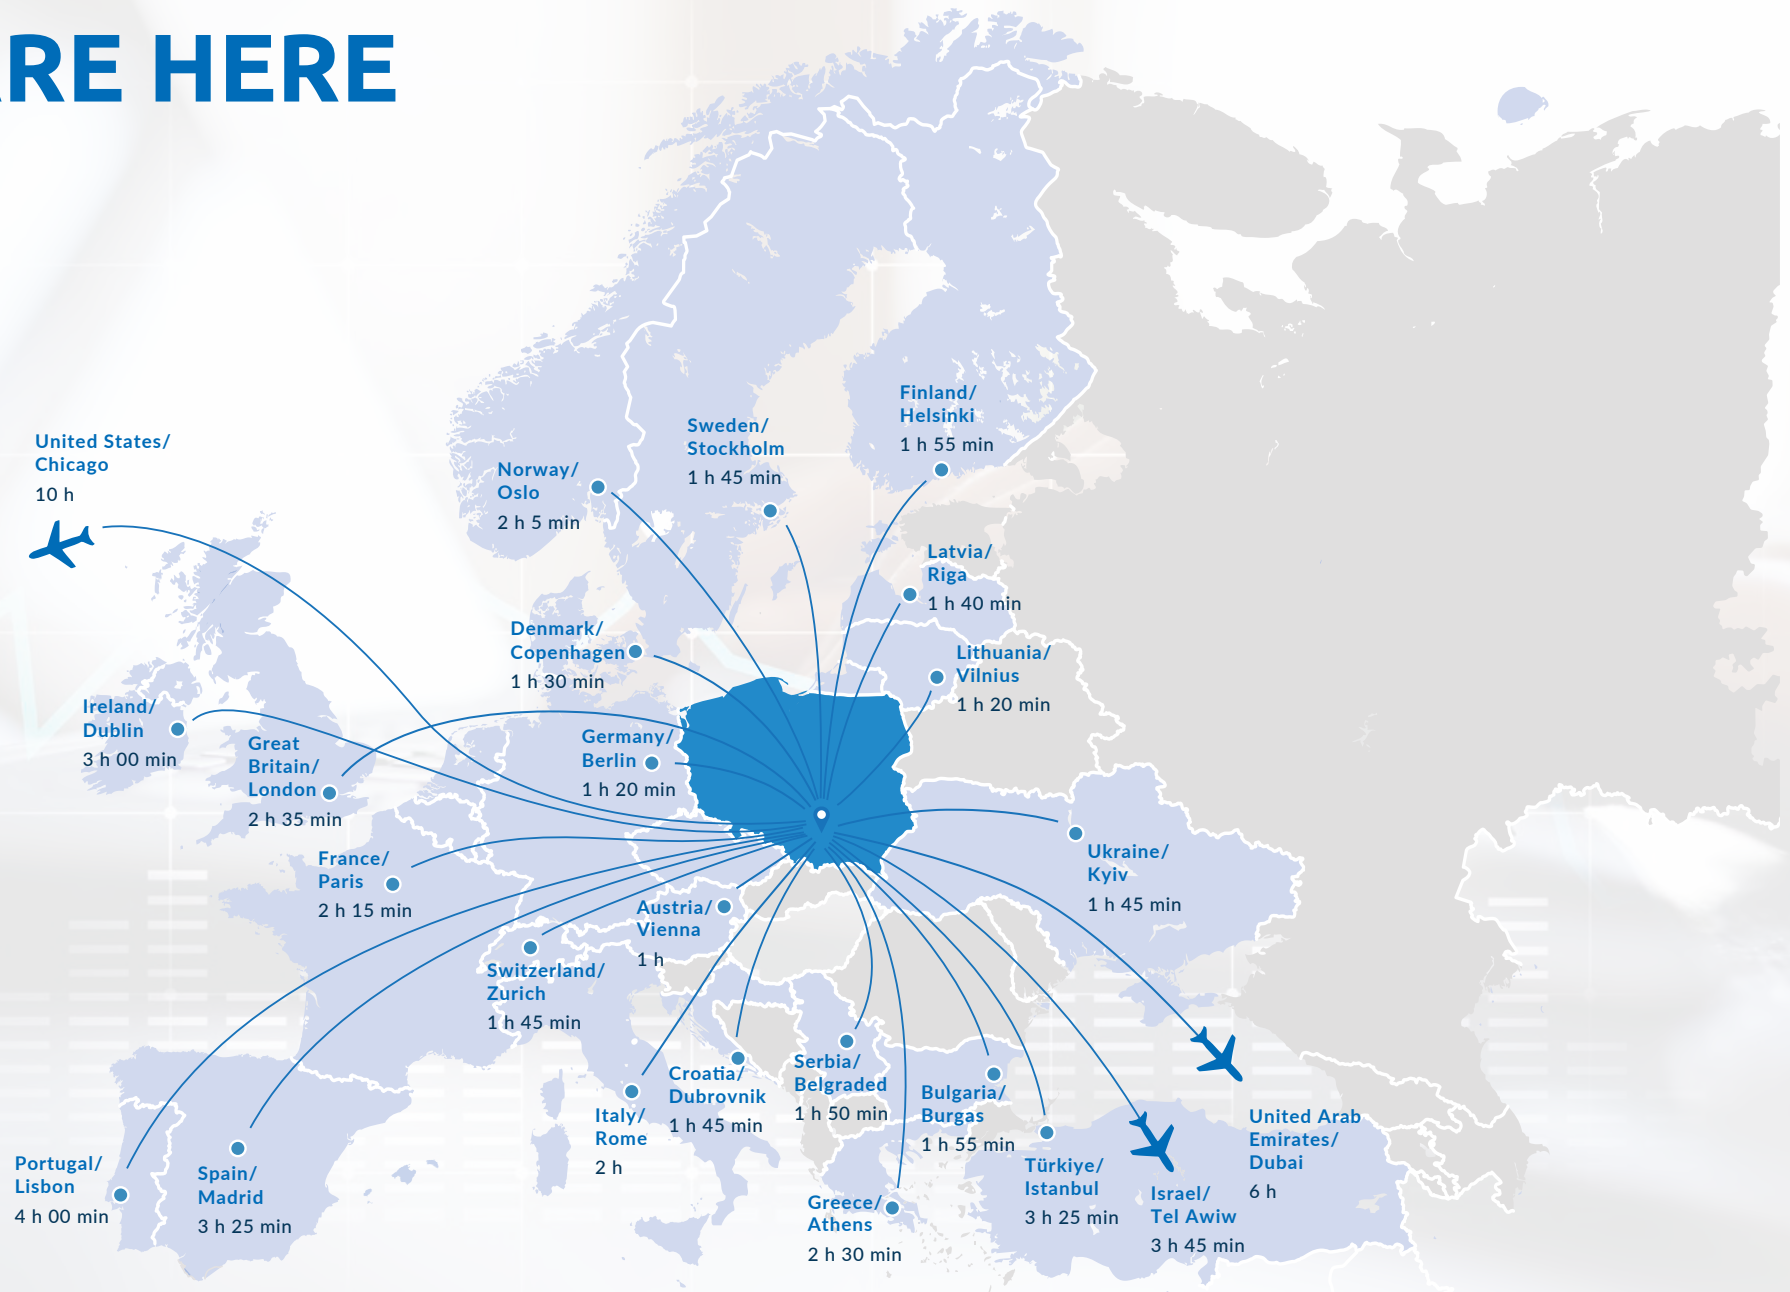 RE HERE
Finland/
Helsinki
1 h 55 min
Sweden/
Stockholm
1 h 45 min
United States/
Chicago
10 h
Norway/
Oslo
2 h 5 min
Latvia/
Riga
1 h 40 min
Denmark/
Copenhagen
1 h 30 min
Lithuania/
Vilnius
1 h 20 min
Ireland/
Dublin
3 h 00 min
Great
Britain/
London
2 h 35 min
Germany/
Berlin
1 h 20 min
France/
Paris
2 h 15 min
Ukraine/
Kyiv
1 h 45 min
Austria/
Vienna
1 h
Switzerland/
Zurich
1 h 45 min
Croatia/
Dubrovnik
1 h 45 min
Serbia/
Belgraded
1 h 50 min
Bulgaria/
Burgas
1 h 55 min
Italy/
Rome
2 h
United Arab
Emirates/
Dubai
6 h
Portugal/
Lisbon
4 h 00 min
Spain/
Madrid
3 h 25 min
Türkiye/
Istanbul
3 h 25 min
Israel/
Tel Awiw
3 h 45 min
Greece/
Athens
2 h 30 min